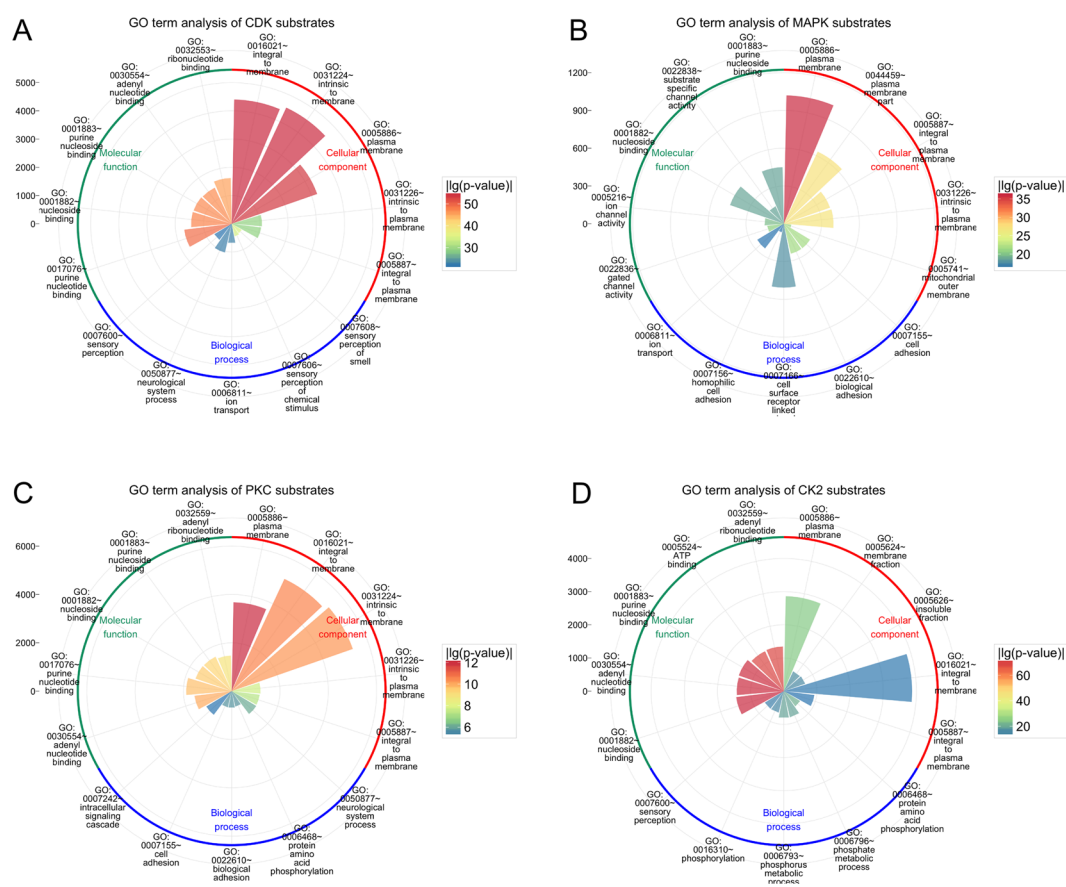 A
GO term analysis of CDK substrates
GO:
0032553~
ribonucleotide
binding
GO:
0016021~
integral
to
membrane
GO:
0031224~
intrinsic
to
membrane
GO:
0005886~
plasma
membrane
GO:
0031226~
intrinsic
to
plasma
membrane
GO:
0005887~
integral
to
plasma
membrane
GO:
0007608~
sensory
perception
of
smell
GO:
0007606~
sensory
perception
of
chemical
stimulus
GO:
0006811~
ion
transport
GO:
0050877~
neurological
system
process
GO:
0007600~
sensory
perception
GO:
0017076~
purine
nucleotide
binding
GO:
0001882~
nucleoside
binding
GO:
0001883~
purine
nucleoside
binding
GO:
0030554~
adenyl
nucleotide
binding
Molecular
function
Cellular
component
Biological
process
5000
4000
3000
2000
1000
0
|lg(p-value)|
50
40
30
B
GO term analysis of MAPK substrates
GO:
0001883~
purine
nucleoside
binding
GO:
0005886~
plasma
membrane
GO:
0044459~
plasma
membrane
part
GO:
0005887~
integral
to
plasma
membrane
GO:
0031226~
intrinsic
to
plasma
membrane
GO:
0005741~
mitochondrial
outer
membrane
GO:
0007155~
cell
adhesion
GO:
0022610~
biological
adhesion
GO:
0007166~
cell
surface
receptor
linked
GO:
0007156~
homophilic
cell
adhesion
GO:
0006811~
ion
transport
GO:
0022836~
gated
channel
activity
GO:
0005216~
ion
channel
activity
GO:
0001882~
nucleoside
binding
GO:
0022838~
substrate
specific
channel
activity
Molecular
function
Cellular
component
Biological
process
1200
900
600
300
0
|lg(p-value)|
35
30
25
20
C
GO term analysis of PKC substrates
GO:
0032559~
adenyl
ribonucleotide
binding
GO:
0005886~
plasma
membrane
GO:
0016021~
integral
to
membrane
GO:
0031224~
intrinsic
to
membrane
GO:
0031226~
intrinsic
to
plasma
membrane
GO:
0005887~
integral
to
plasma
membrane
GO:
0050877~
neurological
system
process
GO:
0006468~
protein
amino
acid
phosphorylation
GO:
0022610~
biological
adhesion
GO:
0007155~
cell
adhesion
GO:
0007242~
intracellular
signaling
cascade
GO:
0030554~
adenyl
nucleotide
binding
GO:
0017076~
purine
nucleotide
binding
GO:
0001882~
nucleoside
binding
GO:
0001883~
purine
nucleoside
binding
Molecular
function
Cellular
component
Biological
process
6000
4000
2000
0
|lg(p-value)|
12
10
8
6
D
GO term analysis of CK2 substrates
GO:
0032559~
adenyl
ribonucleotide
binding
GO:
0005886~
plasma
membrane
GO:
0005624~
membrane
fraction
GO:
0005626~
insoluble
fraction
GO:
0016021~
integral
to
membrane
GO:
0005887~
integral
to
plasma
membrane
GO:
0006468~
protein
amino
acid
phosphorylation
GO:
0006796~
phosphate
metabolic
process
GO:
0006793~
phosphorus
metabolic
process
GO:
0016310~
phosphorylation
GO:
0007600~
sensory
perception
GO:
0001882~
nucleoside
binding
GO:
0030554~
adenyl
nucleotide
binding
GO:
0001883~
purine
nucleoside
binding
GO:
0005524~
ATP
binding
Molecular
function
Cellular
component
Biological
process
4000
3000
2000
1000
0
|lg(p-value)|
60
40
20